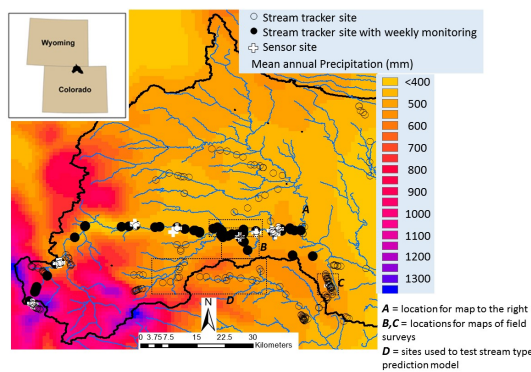 Wyoming
Colorado
Stream tracker site
Stream tracker site with weekly monitoring
Sensor site
Mean annual Precipitation (mm)
<400
500
600
700
800
900
1000
1100
1200
1300
A
B
C
D
N
0 3.757.5 15 22.5 30
Kilometers
A = location for map to the right
B,C = locations for maps of field
surveys
D = sites used to test stream type
prediction model